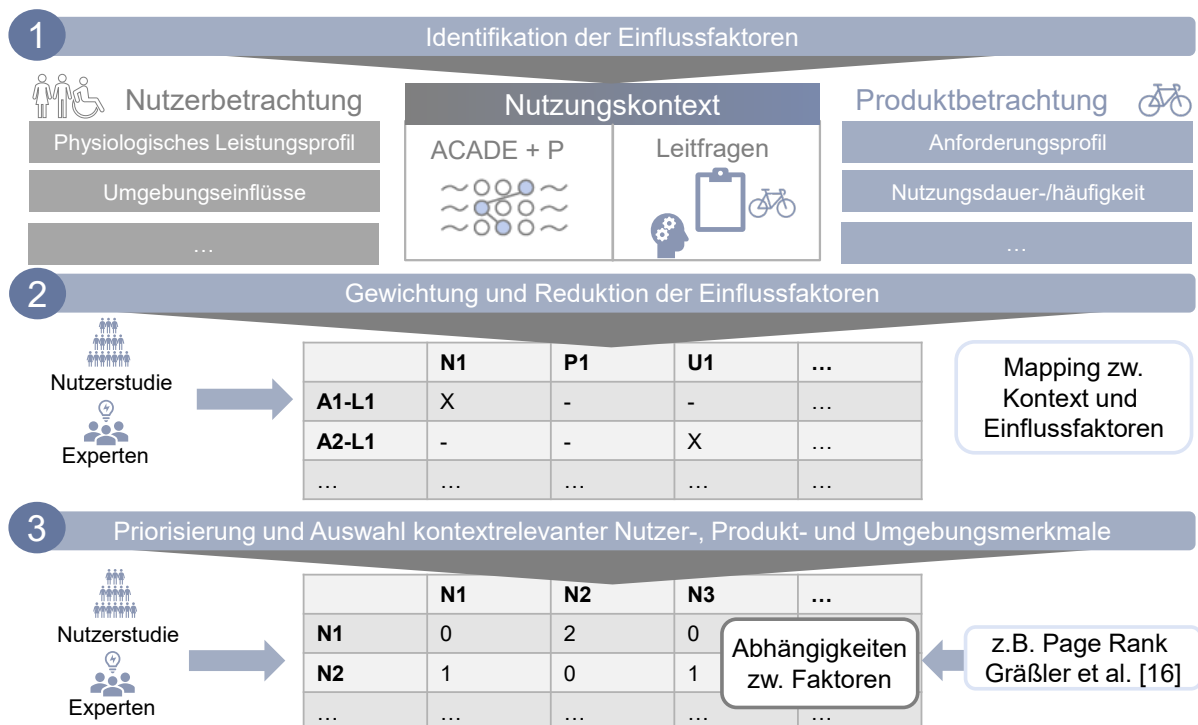 1
Identifikation der Einflussfaktoren
Nutzerbetrachtung
Physiologisches Leistungsprofil
Umgebungseinflüsse
…
Nutzungskontext
ACADE + P
Leitfragen
Produktbetrachtung
Anforderungsprofil
Nutzungsdauer-/häufigkeit
…
2
Gewichtung und Reduktion der Einflussfaktoren
Nutzerstudie
Experten
N1 P1 U1 …
A1-L1 X - - …
A2-L1 - - X …
… … … … …
Mapping zw.
Kontext und
Einflussfaktoren
3
Priorisierung und Auswahl kontextrelevanter Nutzer-, Produkt- und Umgebungsmerkmale
Nutzerstudie
Experten
N1 N2 N3 …
N1 0 2 0
N2 1 0 1
… … … … …
Abhängigkeiten
zw. Faktoren
z.B. Page Rank
Gräßler et al. [16]